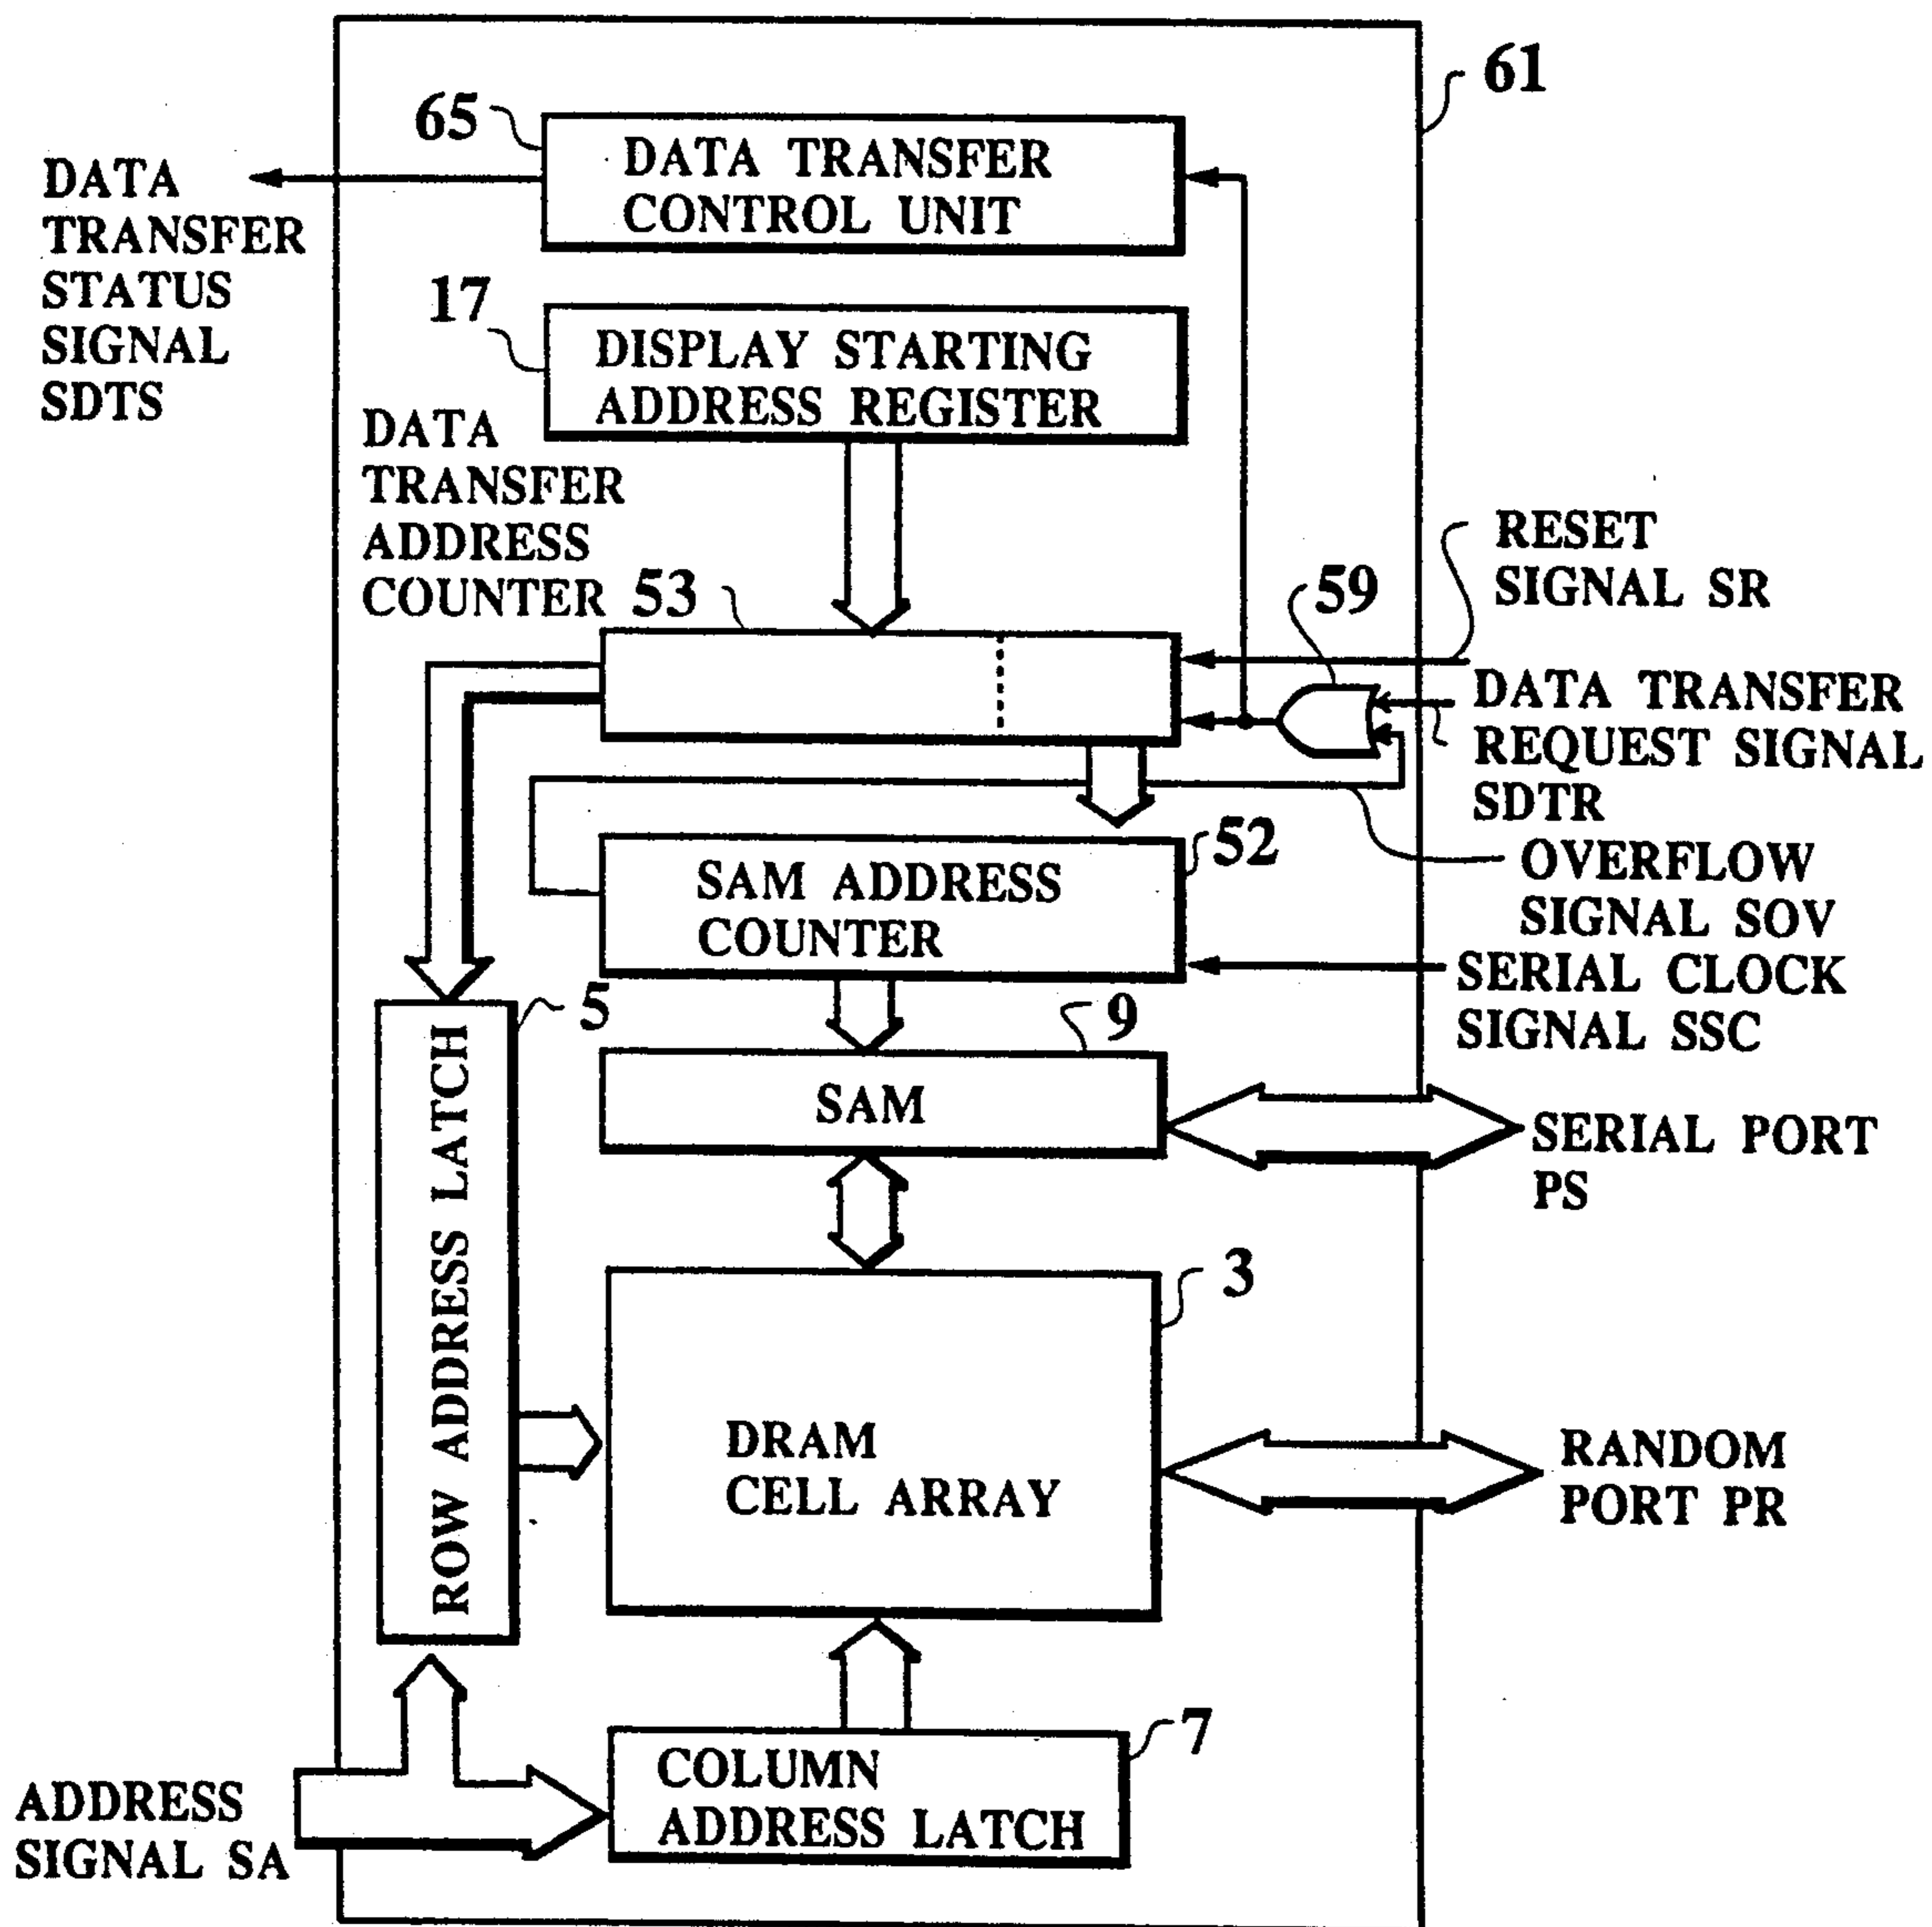 61
65
DATA TRANSFER
CONTROL UNIT
DATA
TRANSFER
STATUS
SIGNAL
SDTS
17
DISPLAY STARTING
ADDRESS REGISTER
DATA
TRANSFER
ADDRESS
COUNTER
53
RESET
SIGNAL SR
59
DATA TRANSFER
REQUEST SIGNAL
SDTR
52
SAM ADDRESS
COUNTER
OVERFLOW
SIGNAL SOV
SERIAL CLOCK
SIGNAL SSC
5
ROW ADDRESS LATCH
9
SAM
SERIAL PORT
PS
3
DRAM
CELL ARRAY
RANDOM
PORT PR
7
COLUMN
ADDRESS LATCH
ADDRESS
SIGNAL SA